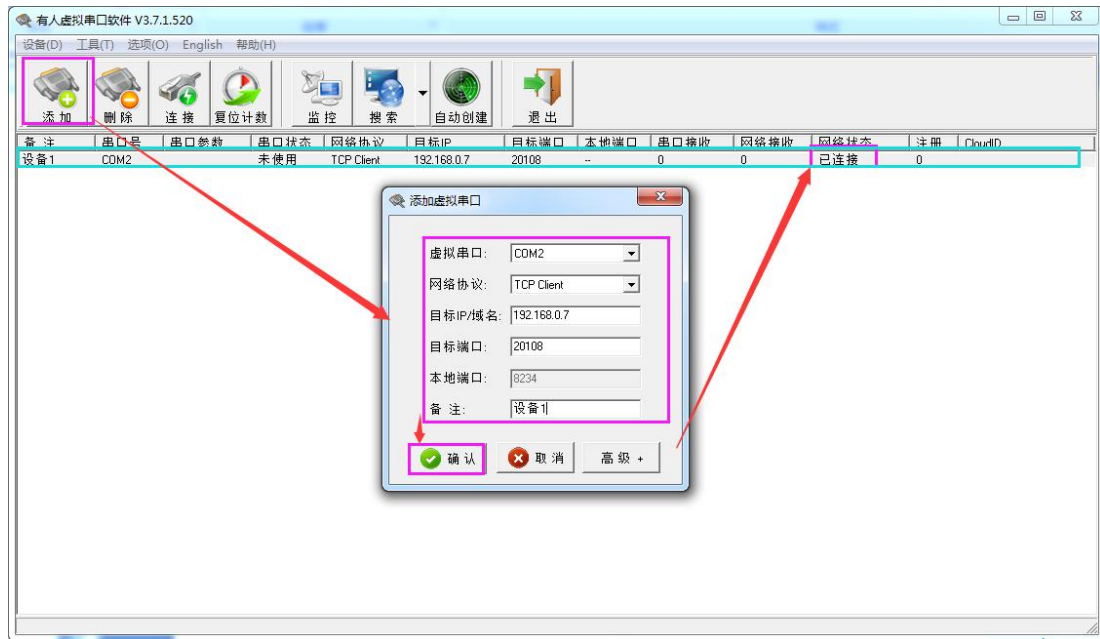 有人虚拟串口软件 V3.7.1.520
设备(D) 工具(T) 选项(O) English 帮助(H)
添加 删除 连接 复位计数 监控 搜索 自动创建 退出
备注 串口号 串口参数 串口状态 网络协议 目标IP 目标端口 本地端口 串口接收 网络接收 网络状态 注册 CloudID
设备1 COM2 未使用 TCP Client 192.168.0.7 20108 -- 0 0 已连接 0
添加虚拟串口
虚拟串口: COM2
网络协议: TCP Client
目标IP/域名: 192.168.0.7
目标端口: 20108
本地端口: 8234
备 注: 设备1
确认 取消 高级 +